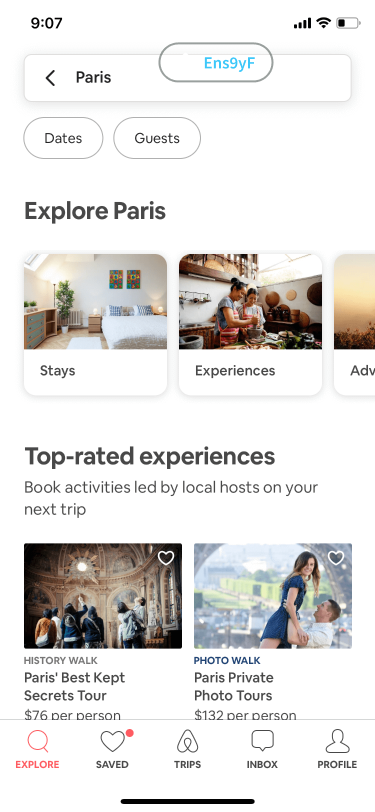 9:07
Ens9yF
Paris
Dates
Guests
Explore Paris
Stays
Experiences
Adv
Top-rated experiences
Book activities led by local hosts on your
next trip
HISTORY WALK
Paris' Best Kept
Secrets Tour
$76 per person
PHOTO WALK
Paris Private
Photo Tours
$132 per person
EXPLORE
SAVED
TRIPS
INBOX
PROFILE